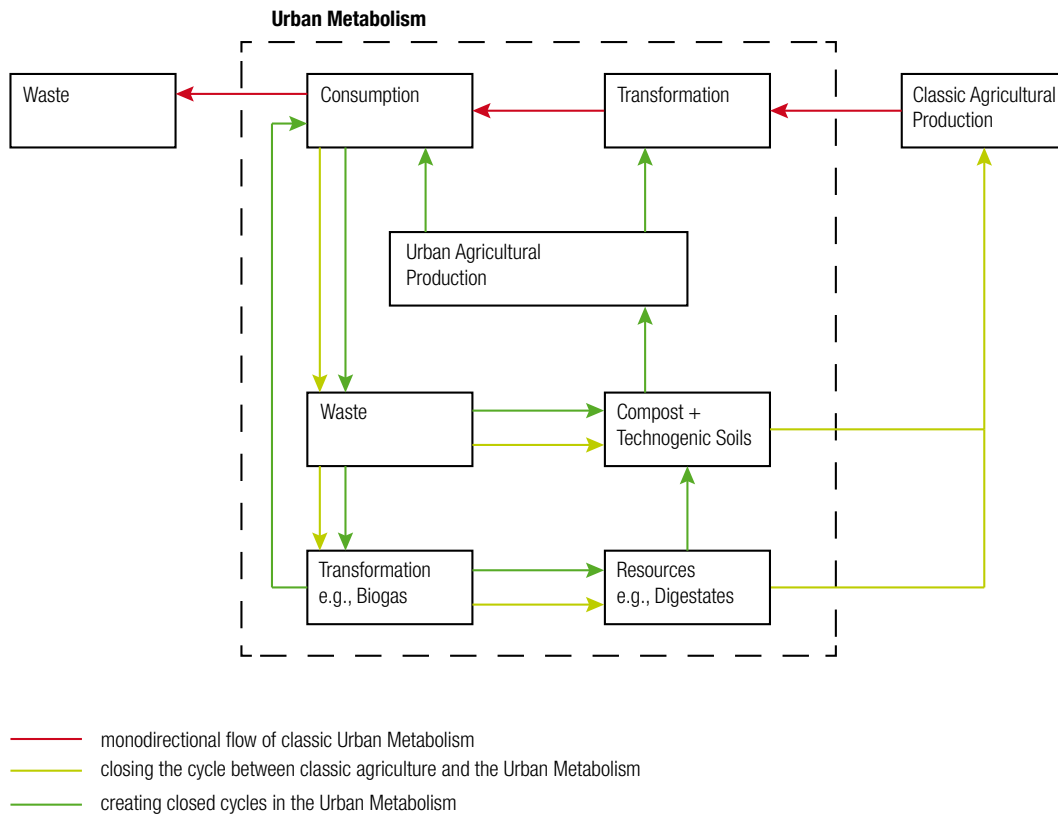 Urban Metabolism
Waste
Consumption
Transformation
Classic Agricultural
Production
Urban Agricultural
Production
Waste
Compost +
Technogenic Soils
Transformation
e.g., Biogas
Resources
e.g., Digestates
monodirectional flow of classic Urban Metabolism
closing the cycle between classic agriculture and the Urban Metabolism
creating closed cycles in the Urban Metabolism